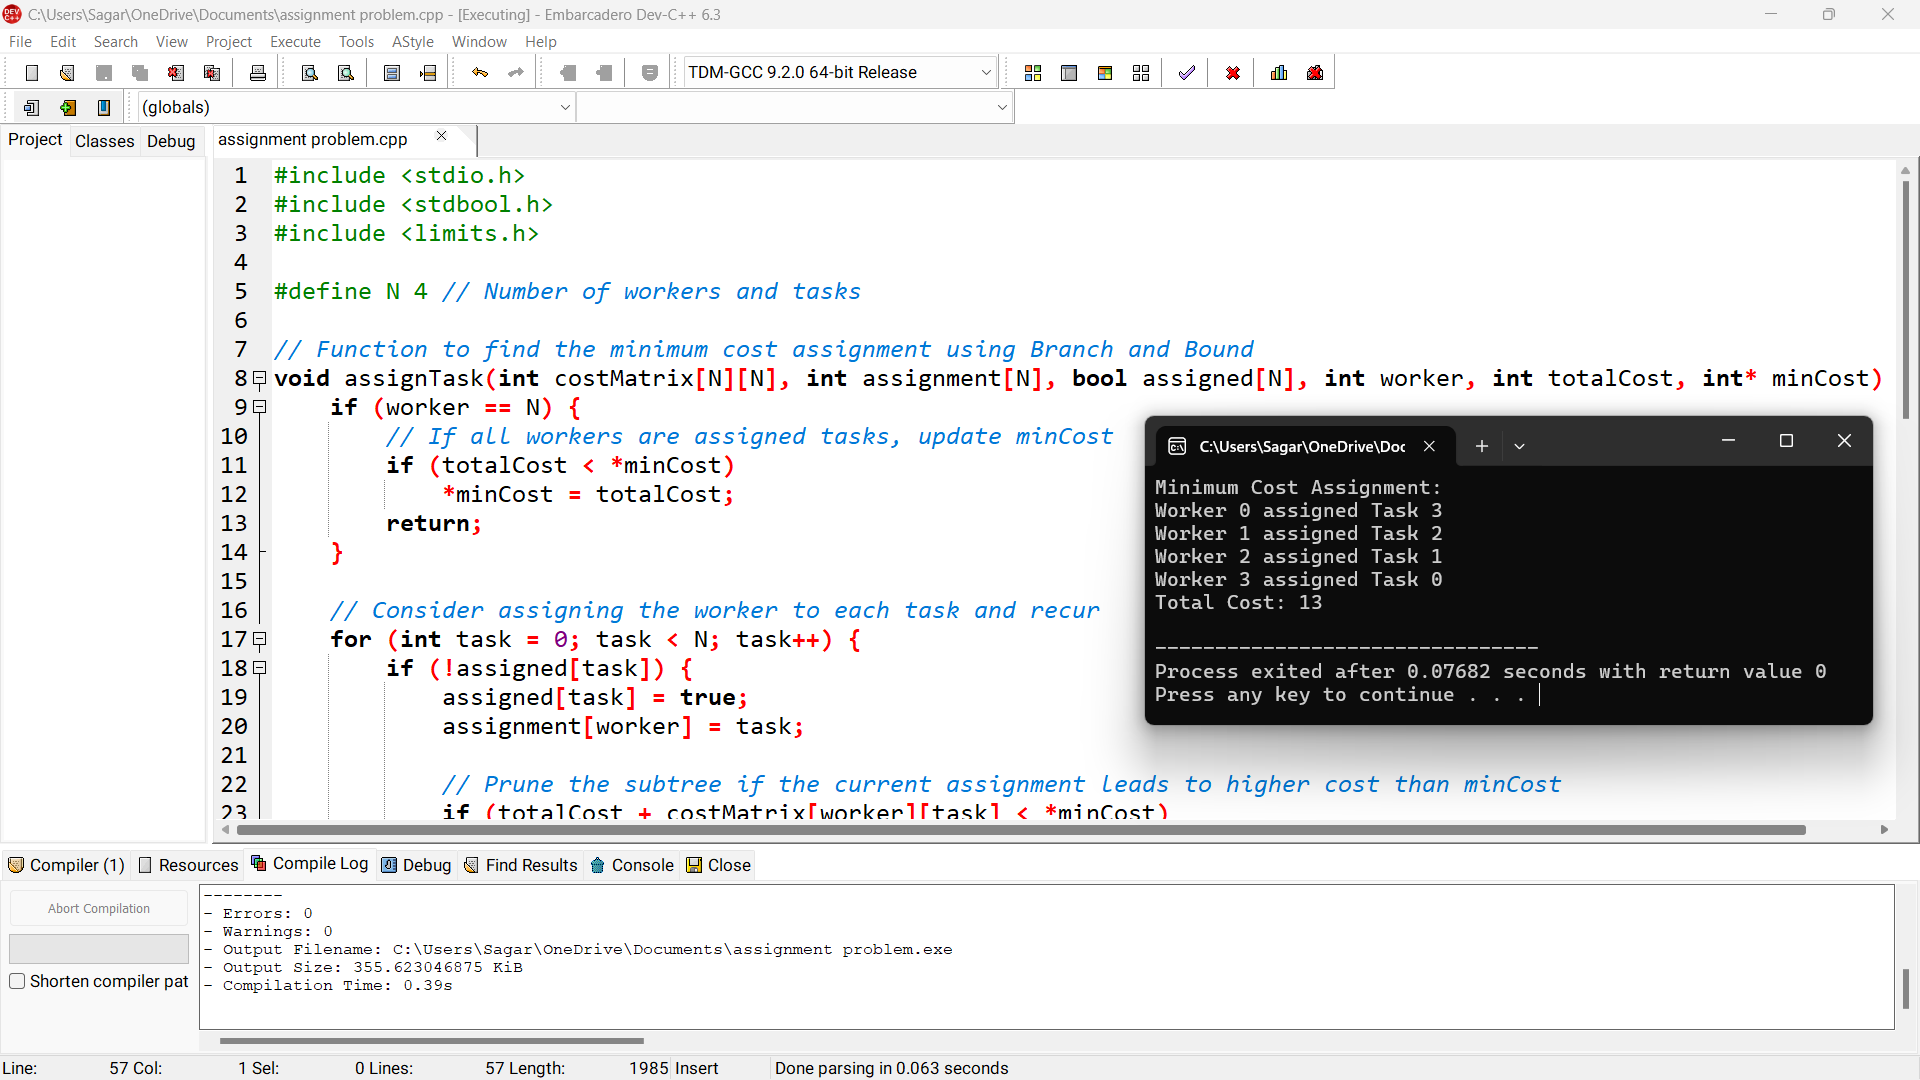 C:\Users\Sagar\OneDrive\Documents\assignment problem.cpp - [Executing] - Embarcadero Dev-C++ 6.3
File Edit Search View Project Execute Tools AStyle Window Help
TDM-GCC 9.2.0 64-bit Release
(globals)
Project Classes Debug
assignment problem.cpp
1 #include <stdio.h>
2 #include <stdbool.h>
3 #include <limits.h>
4
5 #define N 4 // Number of workers and tasks
6
7 // Function to find the minimum cost assignment using Branch and Bound
8 void assignTask(int costMatrix[N][N], int assignment[N], bool assigned[N], int worker, int totalCost, int* minCost)
9 if (worker == N) {
10 // If all workers are assigned tasks, update minCost
11 if (totalCost < *minCost)
12 *minCost = totalCost;
13 return;
14 }
15
16 // Consider assigning the worker to each task and recur
17 for (int task = 0; task < N; task++) {
18 if (!assigned[task]) {
19 assigned[task] = true;
20 assignment[worker] = task;
21
22 // Prune the subtree if the current assignment leads to higher cost than minCost
23 if (totalCost + costMatrix[worker][task] < *minCost)
C:\Users\Sagar\OneDrive\Doc
Minimum Cost Assignment:
Worker 0 assigned Task 3
Worker 1 assigned Task 2
Worker 2 assigned Task 1
Worker 3 assigned Task 0
Total Cost: 13
--------------------------------
Process exited after 0.07682 seconds with return value 0
Press any key to continue . . .
Compiler (1) Resources Compile Log Debug Find Results Console Close
Abort Compilation
Shorten compiler pat
--------
- Errors: 0
- Warnings: 0
- Output Filename: C:\Users\Sagar\OneDrive\Documents\assignment problem.exe
- Output Size: 355.623046875 KiB
- Compilation Time: 0.39s
Line: 57 Col: 1 Sel: 0 Lines: 57 Length: 1985 Insert Done parsing in 0.063 seconds